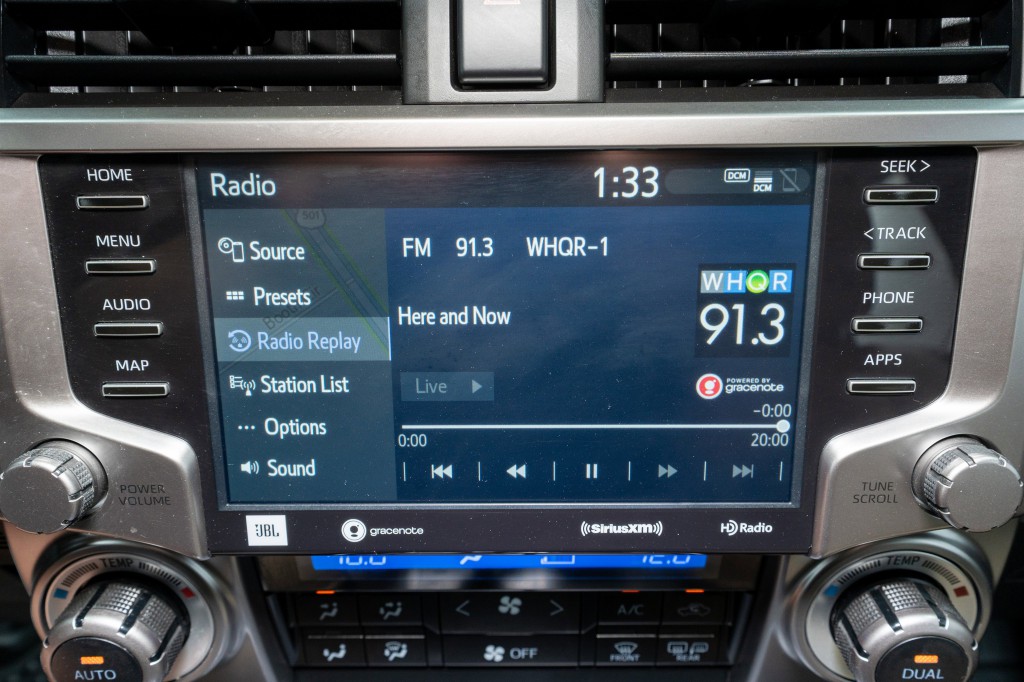 HOME
MENU
AUDIO
MAP
POWER
VOLUME
Radio
1:33
DCM
DCM
501
Source
Presets
Radio Replay
Station List
Options
Sound
FM 91.3 WHQR-1
Here and Now
WHQR
91.3
POWERED BY
gracenote
Live
-0:00
0:00
20:00
JBL
gracenote
((SiriusXM))
HD Radio
SEEK >
< TRACK
PHONE
APPS
TUNE
SCROLL
TEMP
AUTO
A/C
OFF
FRONT
REAR
TEMP
DUAL